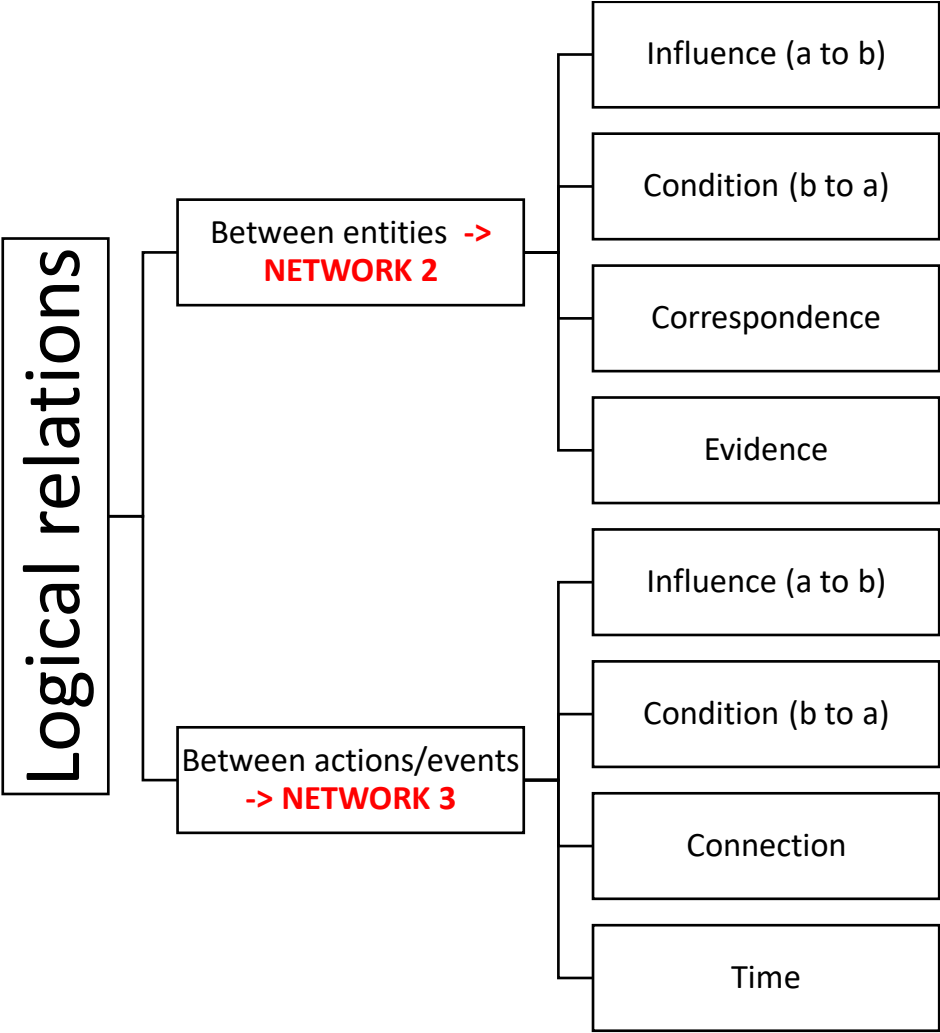 Logical relations
Between entities ->
NETWORK 2
Influence (a to b)
Condition (b to a)
Correspondence
Evidence
Between actions/events
-> NETWORK 3
Influence (a to b)
Condition (b to a)
Connection
Time